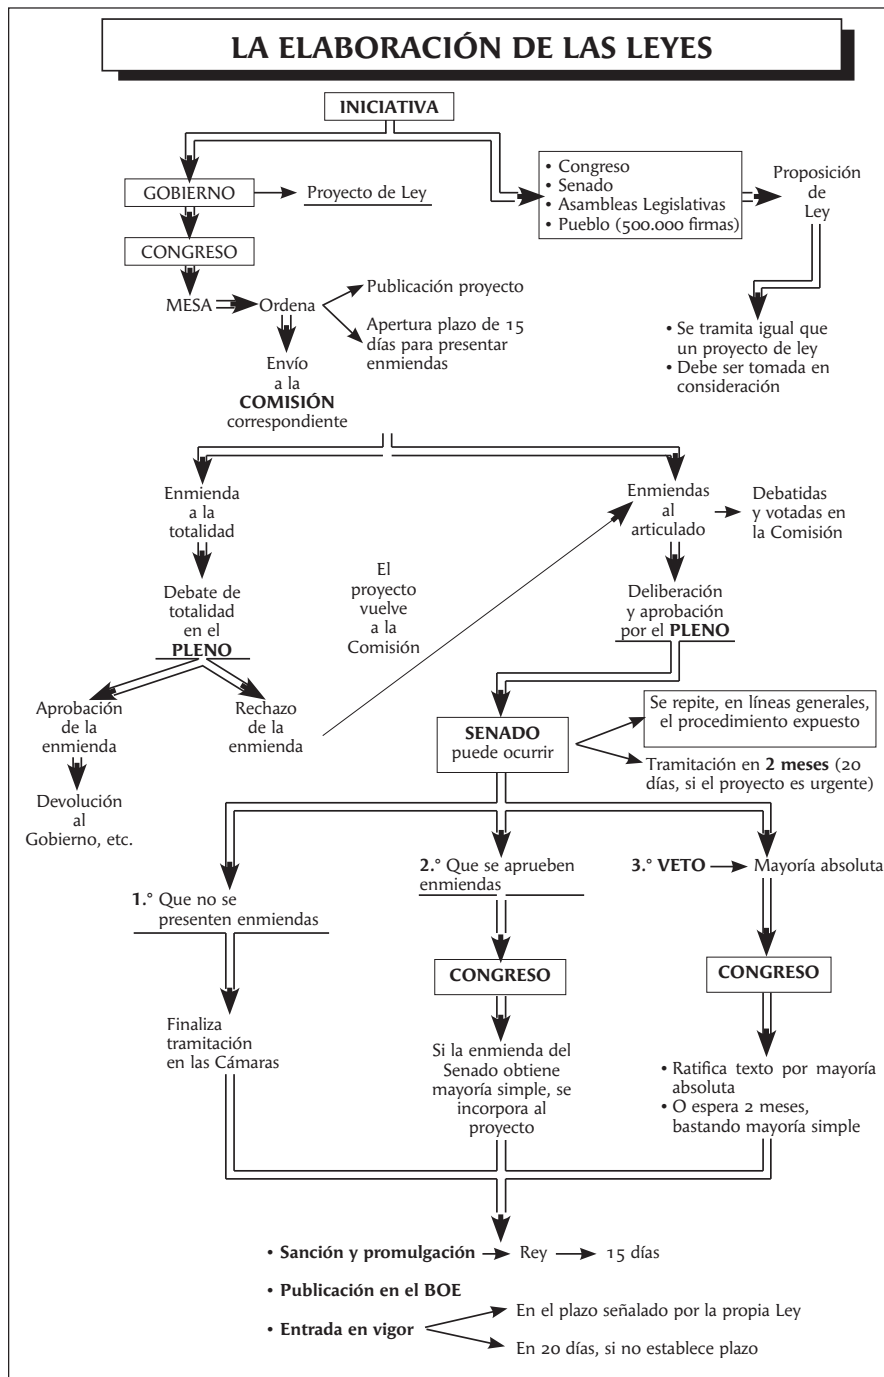 LA ELABORACIÓN DE LAS LEYES
INICIATIVA
GOBIERNO
Proyecto de Ley
• Congreso
• Senado
• Asambleas Legislativas
• Pueblo (500.000 firmas)
Proposición
de
Ley
CONGRESO
MESA
Ordena
Publicación proyecto
Apertura plazo de 15
días para presentar
enmiendas
• Se tramita igual que
un proyecto de ley
• Debe ser tomada en
consideración
Envío
a la
COMISIÓN
correspondiente
Enmienda
a la
totalidad
Enmiendas
al
articulado
Debatidas
y votadas en
la Comisión
Debate de
totalidad
en el
PLENO
El
proyecto
vuelve
a la
Comisión
Deliberación
y aprobación
por el PLENO
Aprobación
de la
enmienda
Rechazo
de la
enmienda
Devolución
al
Gobierno, etc.
SENADO
puede ocurrir
Se repite, en líneas generales,
el procedimiento expuesto
Tramitación en 2 meses (20
días, si el proyecto es urgente)
1.° Que no se
presenten enmiendas
2.° Que se aprueben
enmiendas
3.° VETO
Mayoría absoluta
CONGRESO
CONGRESO
Finaliza
tramitación
en las Cámaras
Si la enmienda del
Senado obtiene
mayoría simple, se
incorpora al
proyecto
• Ratifica texto por mayoría
absoluta
• O espera 2 meses,
bastando mayoría simple
• Sanción y promulgación
Rey
15 días
• Publicación en el BOE
• Entrada en vigor
En el plazo señalado por la propia Ley
En 20 días, si no establece plazo